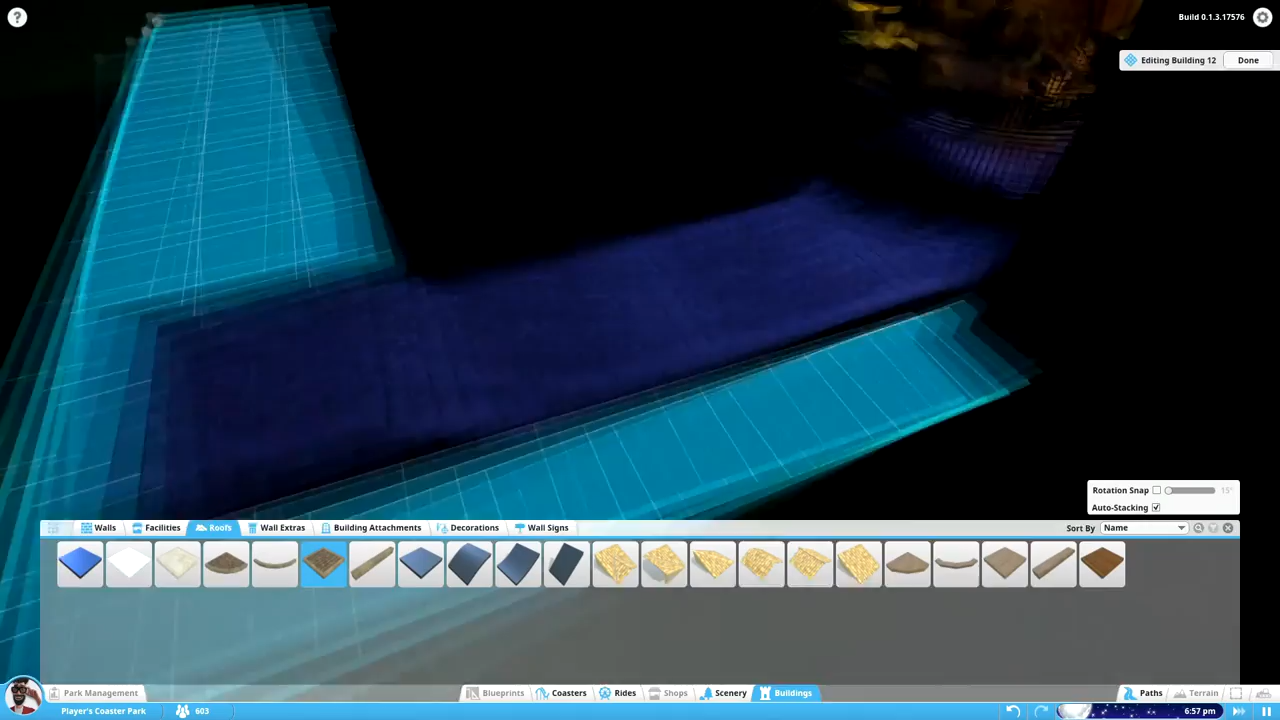 ?
Build 0.1.3.17576
Editing Building 12
Done
Rotation Snap
15°
Auto-Stacking
Walls
Facilities
Roofs
Wall Extras
Building Attachments
Decorations
Wall Signs
Sort By
Name
Park Management
Blueprints
Coasters
Rides
Shops
Scenery
Buildings
Paths
Terrain
Player's Coaster Park
603
6:57 pm